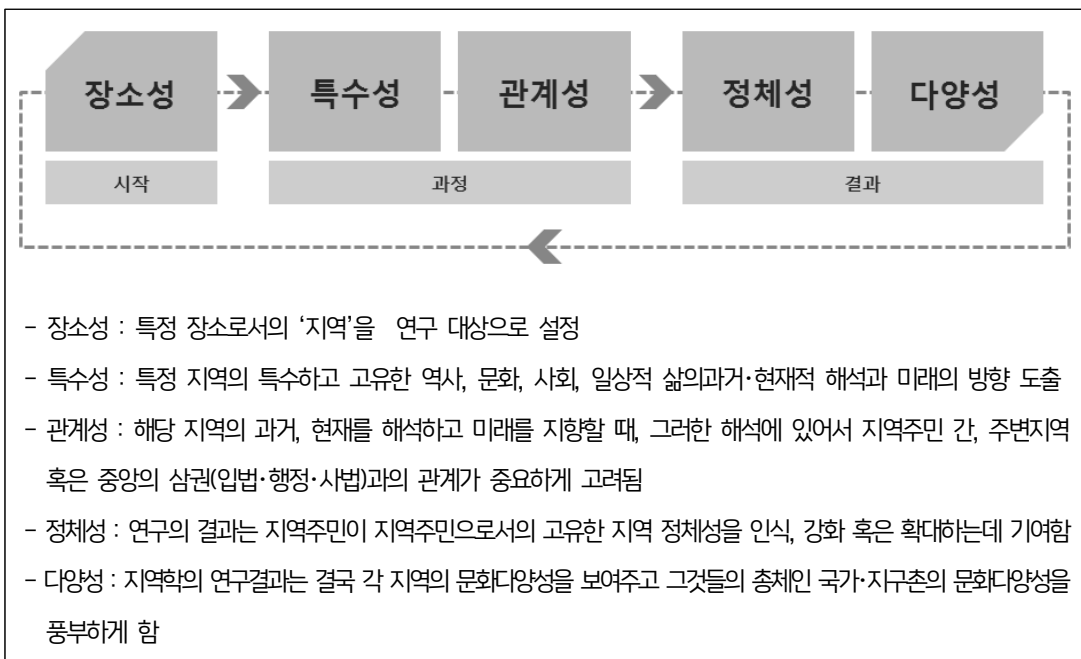 장소성 특수성 관계성 정체성 다양성
시작 과정 결과
- 장소성 : 특정 장소로서의 ‘지역’을 연구 대상으로 설정
- 특수성 : 특정 지역의 특수하고 고유한 역사, 문화, 사회, 일상적 삶의과거·현재적 해석과 미래의 방향 도출
- 관계성 : 해당 지역의 과거, 현재를 해석하고 미래를 지향할 때, 그러한 해석에 있어서 지역주민 간, 주변지역
혹은 중앙의 삼권(입법·행정·사법)과의 관계가 중요하게 고려됨
- 정체성 : 연구의 결과는 지역주민이 지역주민으로서의 고유한 지역 정체성을 인식, 강화 혹은 확대하는데 기여함
- 다양성 : 지역학의 연구결과는 결국 각 지역의 문화다양성을 보여주고 그것들의 총체인 국가·지구촌의 문화다양성을
풍부하게 함